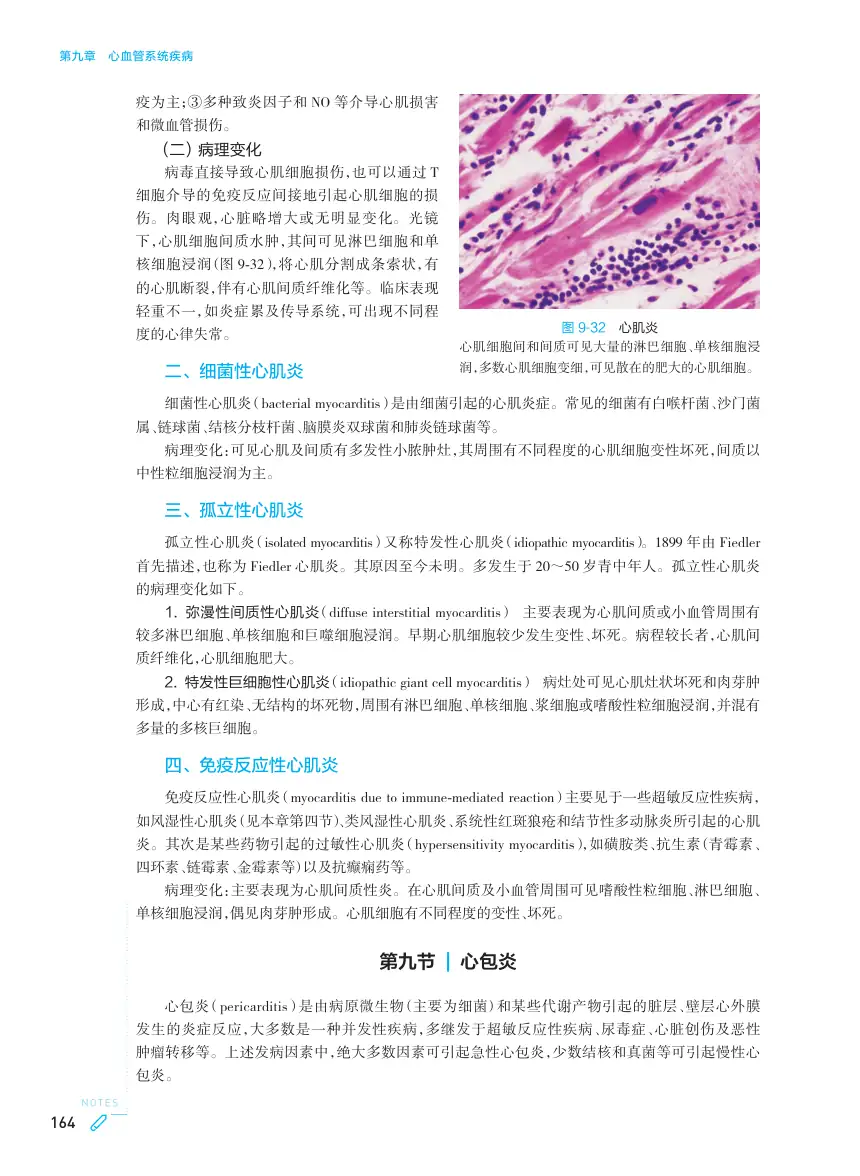 第九章 心血管系统疾病
疫为主;③多种致炎因子和 NO 等介导心肌损害
和微血管损伤。
(二)病理变化
病毒直接导致心肌细胞损伤,也可以通过 T
细胞介导的免疫反应间接地引起心肌细胞的损
伤。肉眼观,心脏略增大或无明显变化。光镜
下,心肌细胞间质水肿,其间可见淋巴细胞和单
核细胞浸润(图 9-32),将心肌分割成条索状,有
的心肌断裂,伴有心肌间质纤维化等。临床表现
轻重不一,如炎症累及传导系统,可出现不同程
度的心律失常。
图 9-32 心肌炎
心肌细胞间和间质可见大量的淋巴细胞、单核细胞浸
润,多数心肌细胞变细,可见散在的肥大的心肌细胞。
二、细菌性心肌炎
细菌性心肌炎(bacterial myocarditis)是由细菌引起的心肌炎症。常见的细菌有白喉杆菌、沙门菌
属、链球菌、结核分枝杆菌、脑膜炎双球菌和肺炎链球菌等。
病理变化:可见心肌及间质有多发性小脓肿灶,其周围有不同程度的心肌细胞变性坏死,间质以
中性粒细胞浸润为主。
三、孤立性心肌炎
孤立性心肌炎(isolated myocarditis)又称特发性心肌炎(idiopathic myocarditis)。1899 年由 Fiedler
首先描述,也称为 Fiedler 心肌炎。其原因至今未明。多发生于 20~50 岁青中年人。孤立性心肌炎
的病理变化如下。
1. 弥漫性间质性心肌炎(diffuse interstitial myocarditis) 主要表现为心肌间质或小血管周围有
较多淋巴细胞、单核细胞和巨噬细胞浸润。早期心肌细胞较少发生变性、坏死。病程较长者,心肌间
质纤维化,心肌细胞肥大。
2. 特发性巨细胞性心肌炎(idiopathic giant cell myocarditis) 病灶处可见心肌灶状坏死和肉芽肿
形成,中心有红染、无结构的坏死物,周围有淋巴细胞、单核细胞、浆细胞或嗜酸性粒细胞浸润,并混有
多量的多核巨细胞。
四、免疫反应性心肌炎
免疫反应性心肌炎(myocarditis due to immune-mediated reaction)主要见于一些超敏反应性疾病,
如风湿性心肌炎(见本章第四节)、类风湿性心肌炎、系统性红斑狼疮和结节性多动脉炎所引起的心肌
炎。其次是某些药物引起的过敏性心肌炎(hypersensitivity myocarditis),如磺胺类、抗生素(青霉素、
四环素、链霉素、金霉素等)以及抗癫痫药等。
病理变化:主要表现为心肌间质性炎。在心肌间质及小血管周围可见嗜酸性粒细胞、淋巴细胞、
单核细胞浸润,偶见肉芽肿形成。心肌细胞有不同程度的变性、坏死。
第九节 | 心包炎
心包炎(pericarditis)是由病原微生物(主要为细菌)和某些代谢产物引起的脏层、壁层心外膜
发生的炎症反应,大多数是一种并发性疾病,多继发于超敏反应性疾病、尿毒症、心脏创伤及恶性
肿瘤转移等。上述发病因素中,绝大多数因素可引起急性心包炎,少数结核和真菌等可引起慢性心
包炎。
NOTES
164